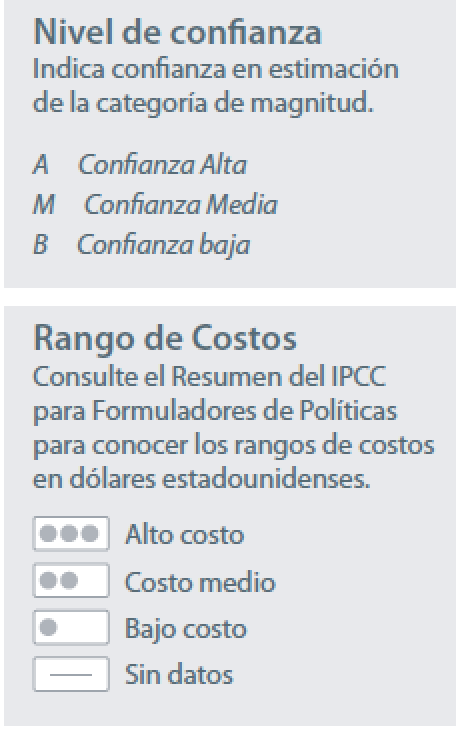 Nivel de confianza
Indica confianza en estimación
de la categoría de magnitud.
A Confianza Alta
M Confianza Media
B Confianza baja
Rango de Costos
Consulte el Resumen del IPCC
para Formuladores de Políticas
para conocer los rangos de costos
en dólares estadounidenses.
Alto costo
Costo medio
Bajo costo
Sin datos